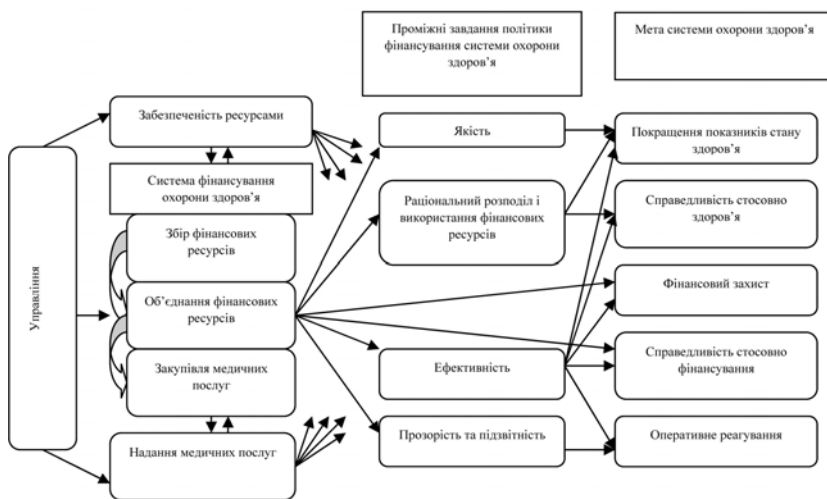 Проміжні завдання політики
фінансування системи охорони
здоров’я
Мета системи охорони здоров’я
Забезпеченість ресурсами
Система фінансування
охорони здоров’я
Збір фінансових
ресурсів
Об’єднання фінансових
ресурсів
Закупівля медичних
послуг
Надання медичних послуг
Управління
Якість
Раціональний розподіл і
використання фінансових
ресурсів
Ефективність
Прозорість та підзвітність
Покращення показників стану
здоров’я
Справедливість стосовно
здоров’я
Фінансовий захист
Справедливість стосовно
фінансування
Оперативне реагування